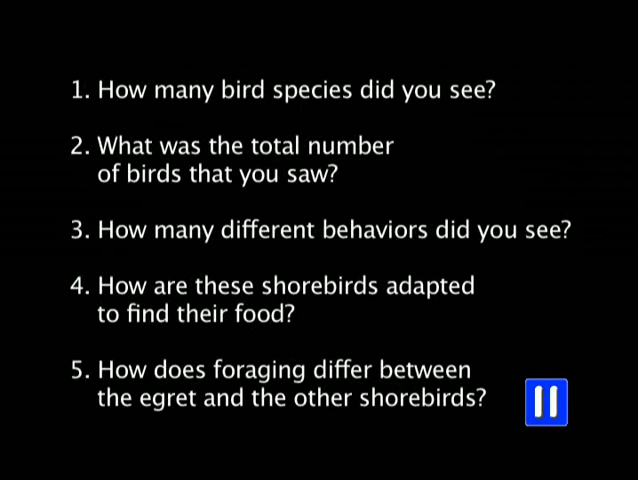 1. How many bird species did you see?
2. What was the total number
of birds that you saw?
3. How many different behaviors did you see?
4. How are these shorebirds adapted
to find their food?
5. How does foraging differ between
the egret and the other shorebirds?